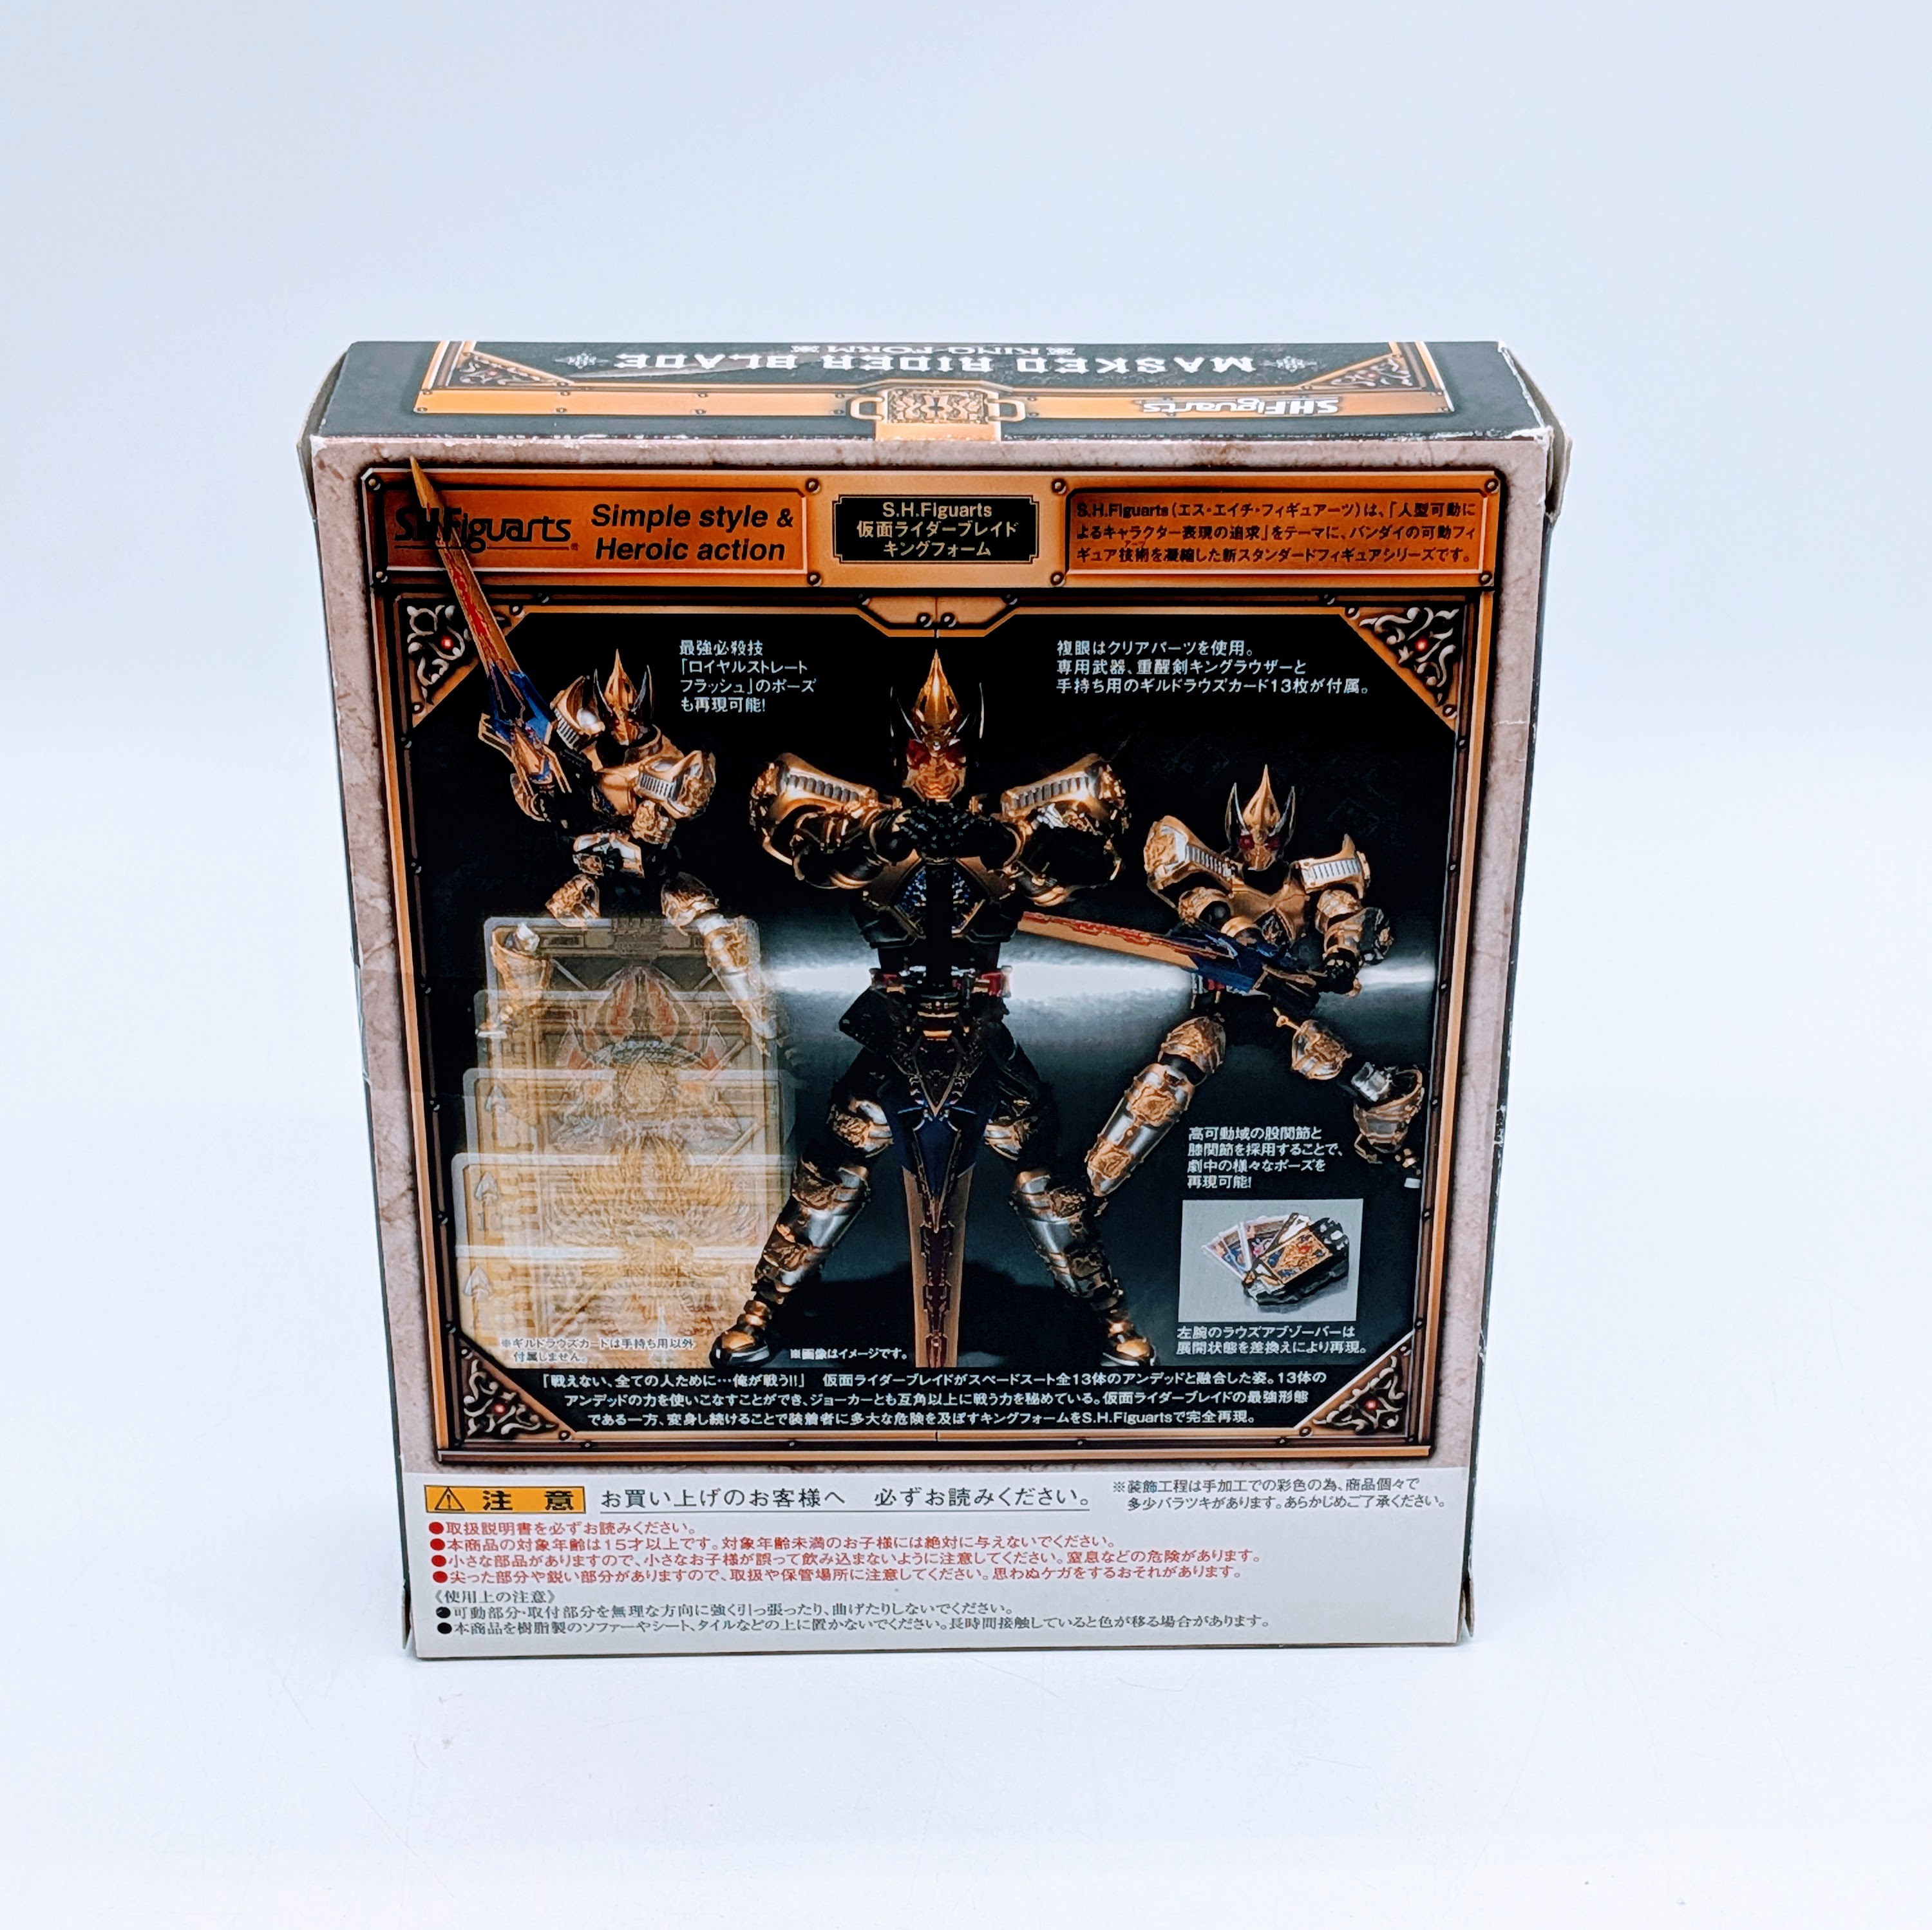 MASKED RIDER BLADE
KING FORM
S.H.Figuarts
S.H.Figuarts
Simple style &
Heroic action
S.H.Figuarts
仮面ライダーブレイド
キングフォーム
S.H.Figuarts(エス・エイチ・フィギュアーツ)は、「人型可動に
よるキャラクター表現の追求」をテーマに、バンダイの可動フィ
ギュア技術を凝縮した新スタンダードフィギュアシリーズです。
最強必殺技
「ロイヤルストレート
フラッシュ」のポーズ
も再現可能!
複眼はクリアパーツを使用。
専用武器、重醒剣キングラウザーと
手持ち用のギルドラウズカード13枚が付属。
高可動域の股関節と
膝関節を採用することで、
劇中の様々なポーズを
再現可能!
左腕のラウズアブゾーバーは
展開状態を差換えにより再現。
※ギルドラウズカードは手持ち用以外
付属しません。
※画像はイメージです。
「戦えない、全ての人ために…俺が戦う!!」 仮面ライダーブレイドがスペードスート全13体のアンデッドと融合した姿。13体の
アンデッドの力を使いこなすことができ、ジョーカーとも互角以上に戦う力を秘めている。仮面ライダーブレイドの最強形態
である一方、変身し続けることで装着者に多大な危険を及ぼすキングフォームをS.H.Figuartsで完全再現。
注 意 お買い上げのお客様へ 必ずお読みください。
※装飾工程は手加工での彩色の為、商品個々で
多少バラツキがあります。あらかじめご了承ください。
●取扱説明書を必ずお読みください。
●本商品の対象年齢は15才以上です。対象年齢未満のお子様には絶対に与えないでください。
●小さな部品がありますので、小さなお子様が誤って飲み込まないように注意してください。窒息などの危険があります。
●尖った部分や鋭い部分がありますので、取扱や保管場所に注意してください。思わぬケガをするおそれがあります。
《使用上の注意》
●可動部分・取付部分を無理な方向に強く引っ張ったり、曲げたりしないでください。
●本商品を樹脂製のソファーやシート、タイルなどの上に置かないでください。長時間接触していると色が移る場合があります。